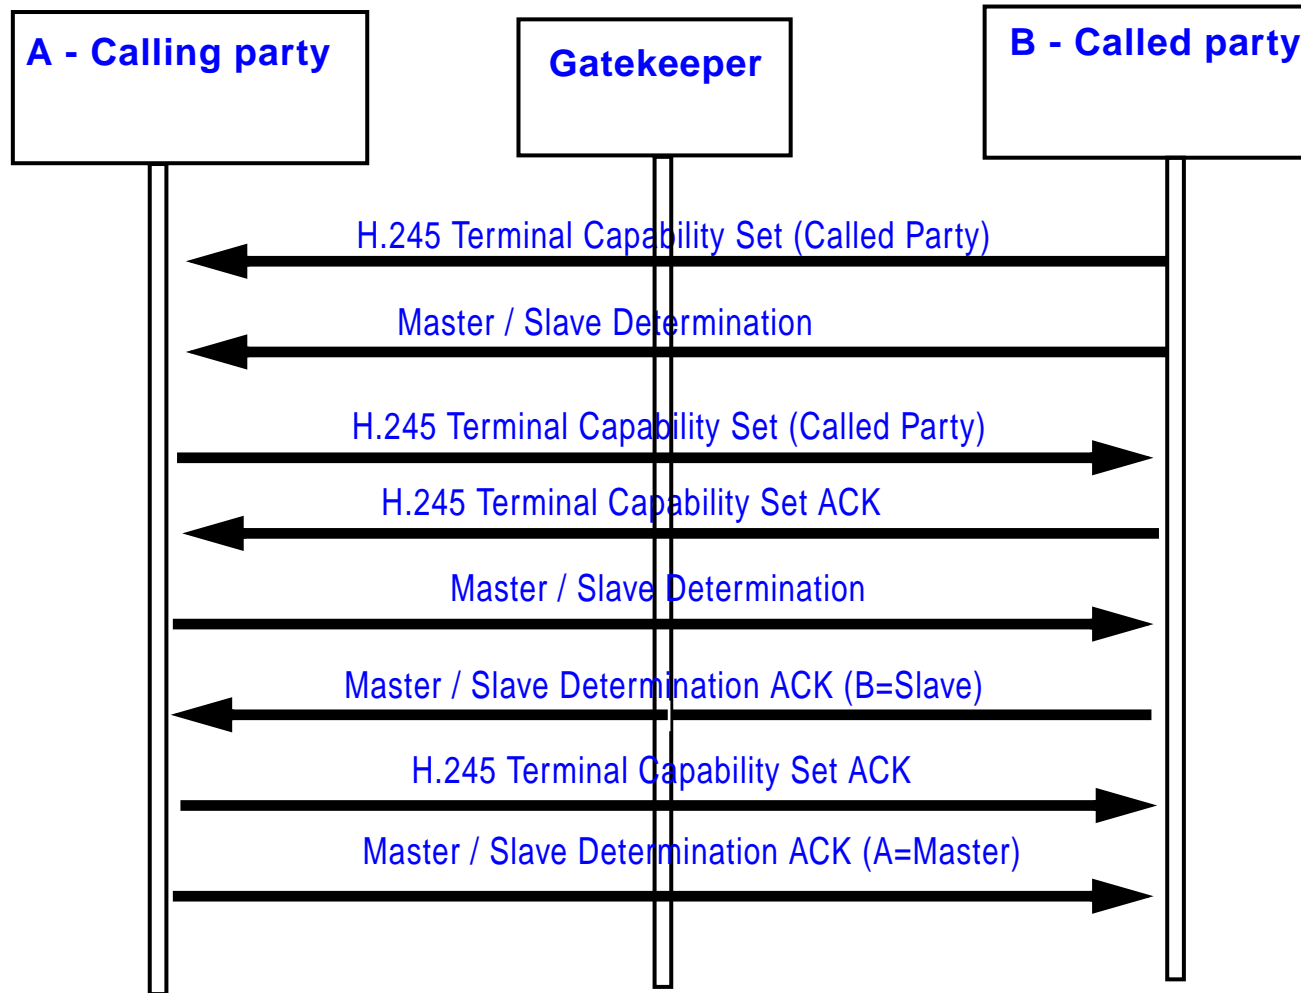 A - Calling party
Gatekeeper
B - Called party
H.245 Terminal Capability Set (Called Party)
Master / Slave Determination
H.245 Terminal Capability Set (Called Party)
H.245 Terminal Capability Set ACK
Master / Slave Determination
Master / Slave Determination ACK (B=Slave)
H.245 Terminal Capability Set ACK
Master / Slave Determination ACK (A=Master)